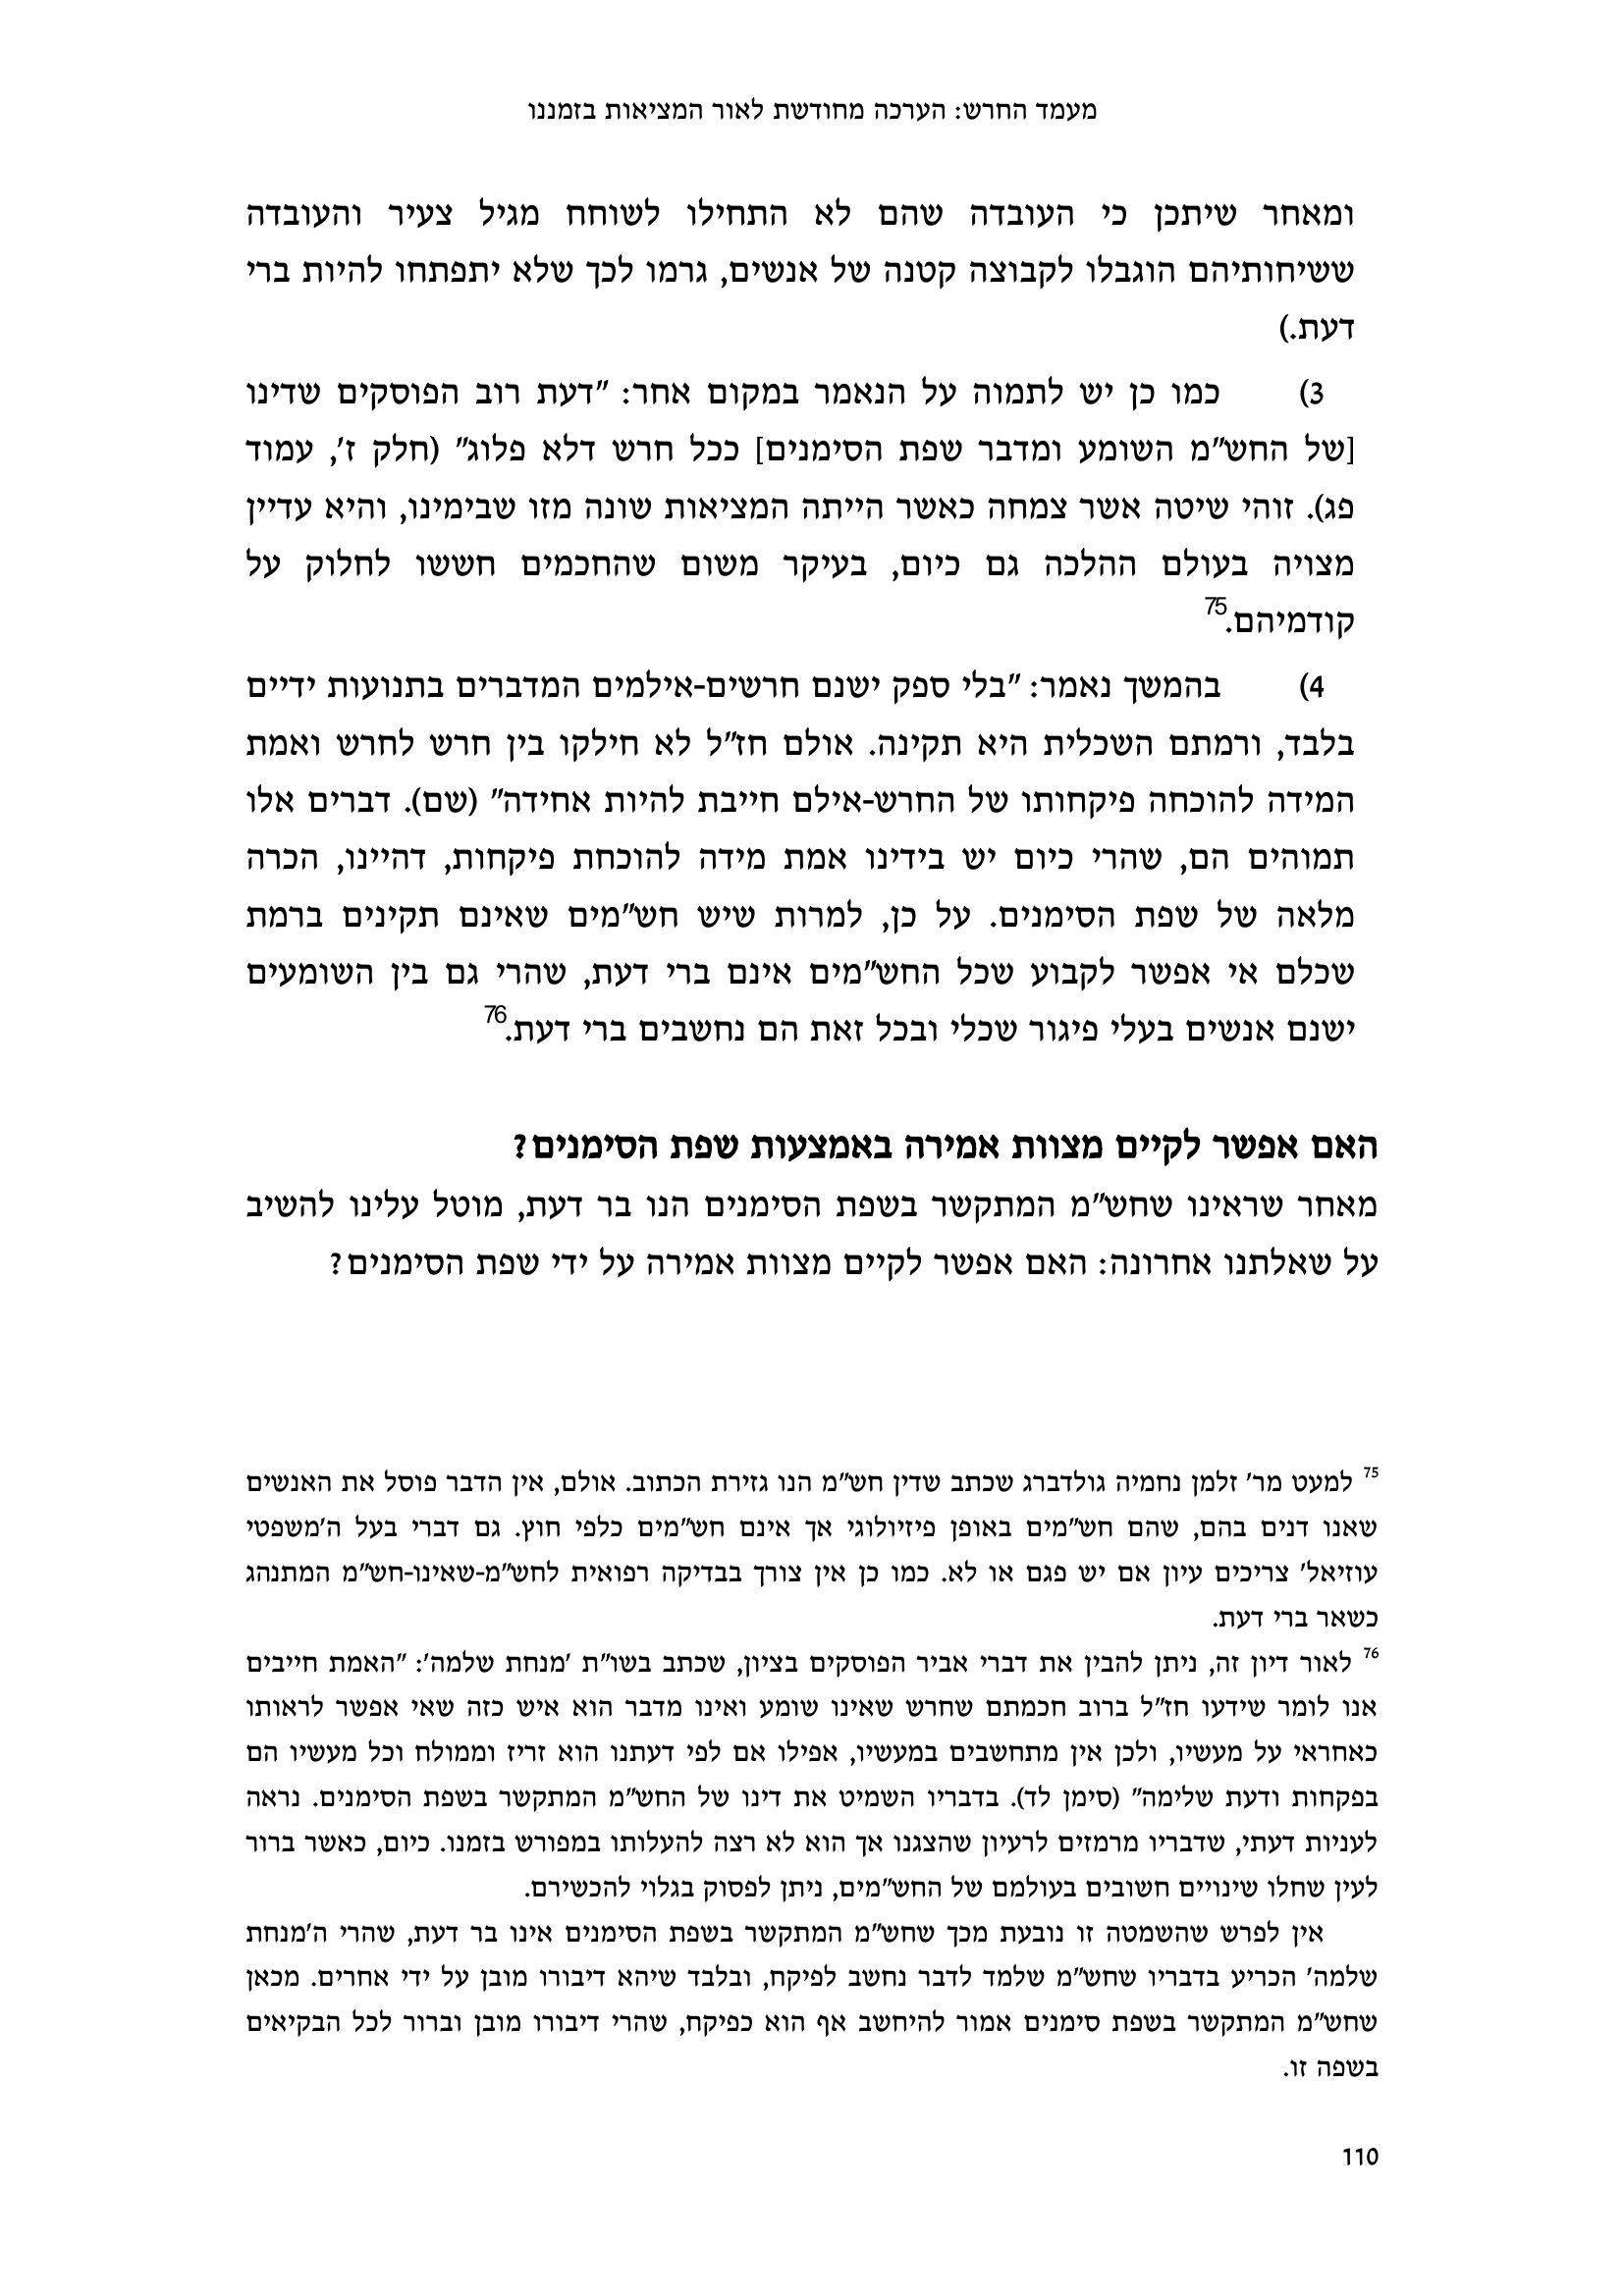 מעמד החרש: הערכה מחודשת לאור המציאות בזמננו
ומאחר שיתכן כי העובדה שהם לא התחילו לשוחח מגיל צעיר והעובדה
ששיחותיהם הוגבלו לקבוצה קטנה של אנשים, גרמו לכך שלא יתפתחו להיות ברי
דעת.)
3) כמו כן יש לתמוה על הנאמר במקום אחר: "דעת רוב הפוסקים שדינו
[של החש"מ השומע ומדבר שפת הסימנים] ככל חרש דלא פלוג" (חלק ז', עמוד
פג). זוהי שיטה אשר צמחה כאשר הייתה המציאות שונה מזו שבימינו, והיא עדיין
מצויה בעולם ההלכה גם כיום, בעיקר משום שהחכמים חששו לחלוק על
קודמיהם.75
4) בהמשך נאמר: "בלי ספק ישנם חרשים-אילמים המדברים בתנועות ידיים
בלבד, ורמתם השכלית היא תקינה. אולם חז"ל לא חילקו בין חרש לחרש ואמת
המידה להוכחה פיקחותו של החרש-אילם חייבת להיות אחידה" (שם). דברים אלו
תמוהים הם, שהרי כיום יש בידינו אמת מידה להוכחת פיקחות, דהיינו, הכרה
מלאה של שפת הסימנים. על כן, למרות שיש חש"מים שאינם תקינים ברמת
שכלם אי אפשר לקבוע שכל החש"מים אינם ברי דעת, שהרי גם בין השומעים
ישנם אנשים בעלי פיגור שכלי ובכל זאת הם נחשבים ברי דעת.76
האם אפשר לקיים מצוות אמירה באמצעות שפת הסימנים?
מאחר שראינו שחש"מ המתקשר בשפת הסימנים הנו בר דעת, מוטל עלינו להשיב
על שאלתנו אחרונה: האם אפשר לקיים מצוות אמירה על ידי שפת הסימנים?
75 למעט מר' זלמן נחמיה גולדברג שכתב שדין חש"מ הנו גזירת הכתוב. אולם, אין הדבר פוסל את האנשים
שאנו דנים בהם, שהם חש"מים באופן פיזיולוגי אך אינם חש"מים כלפי חוץ. גם דברי בעל ה'משפטי
עוזיאל' צריכים עיון אם יש פגם או לא. כמו כן אין צורך בבדיקה רפואית לחש"מ-שאינו-חש"מ המתנהג
כשאר ברי דעת.
76 לאור דיון זה, ניתן להבין את דברי אביר הפוסקים בציון, שכתב בשו"ת 'מנחת שלמה': "האמת חייבים
אנו לומר שידעו חז"ל ברוב חכמתם שחרש שאינו שומע ואינו מדבר הוא איש כזה שאי אפשר לראותו
כאחראי על מעשיו, ולכן אין מתחשבים במעשיו, אפילו אם לפי דעתנו הוא זריז וממולח וכל מעשיו הם
בפקחות ודעת שלימה" (סימן לד). בדבריו השמיט את דינו של החש"מ המתקשר בשפת הסימנים. נראה
לעניות דעתי, שדבריו מרמזים לרעיון שהצגנו אך הוא לא רצה להעלותו במפורש בזמנו. כיום, כאשר ברור
לעין שחלו שינויים חשובים בעולמם של החש"מים, ניתן לפסוק בגלוי להכשירם.
אין לפרש שהשמטה זו נובעת מכך שחש"מ המתקשר בשפת הסימנים אינו בר דעת, שהרי ה'מנחת
שלמה' הכריע בדבריו שחש"מ שלמד לדבר נחשב לפיקח, ובלבד שיהא דיבורו מובן על ידי אחרים. מכאן
שחש"מ המתקשר בשפת סימנים אמור להיחשב אף הוא כפיקח, שהרי דיבורו מובן וברור לכל הבקיאים
בשפה זו.
110